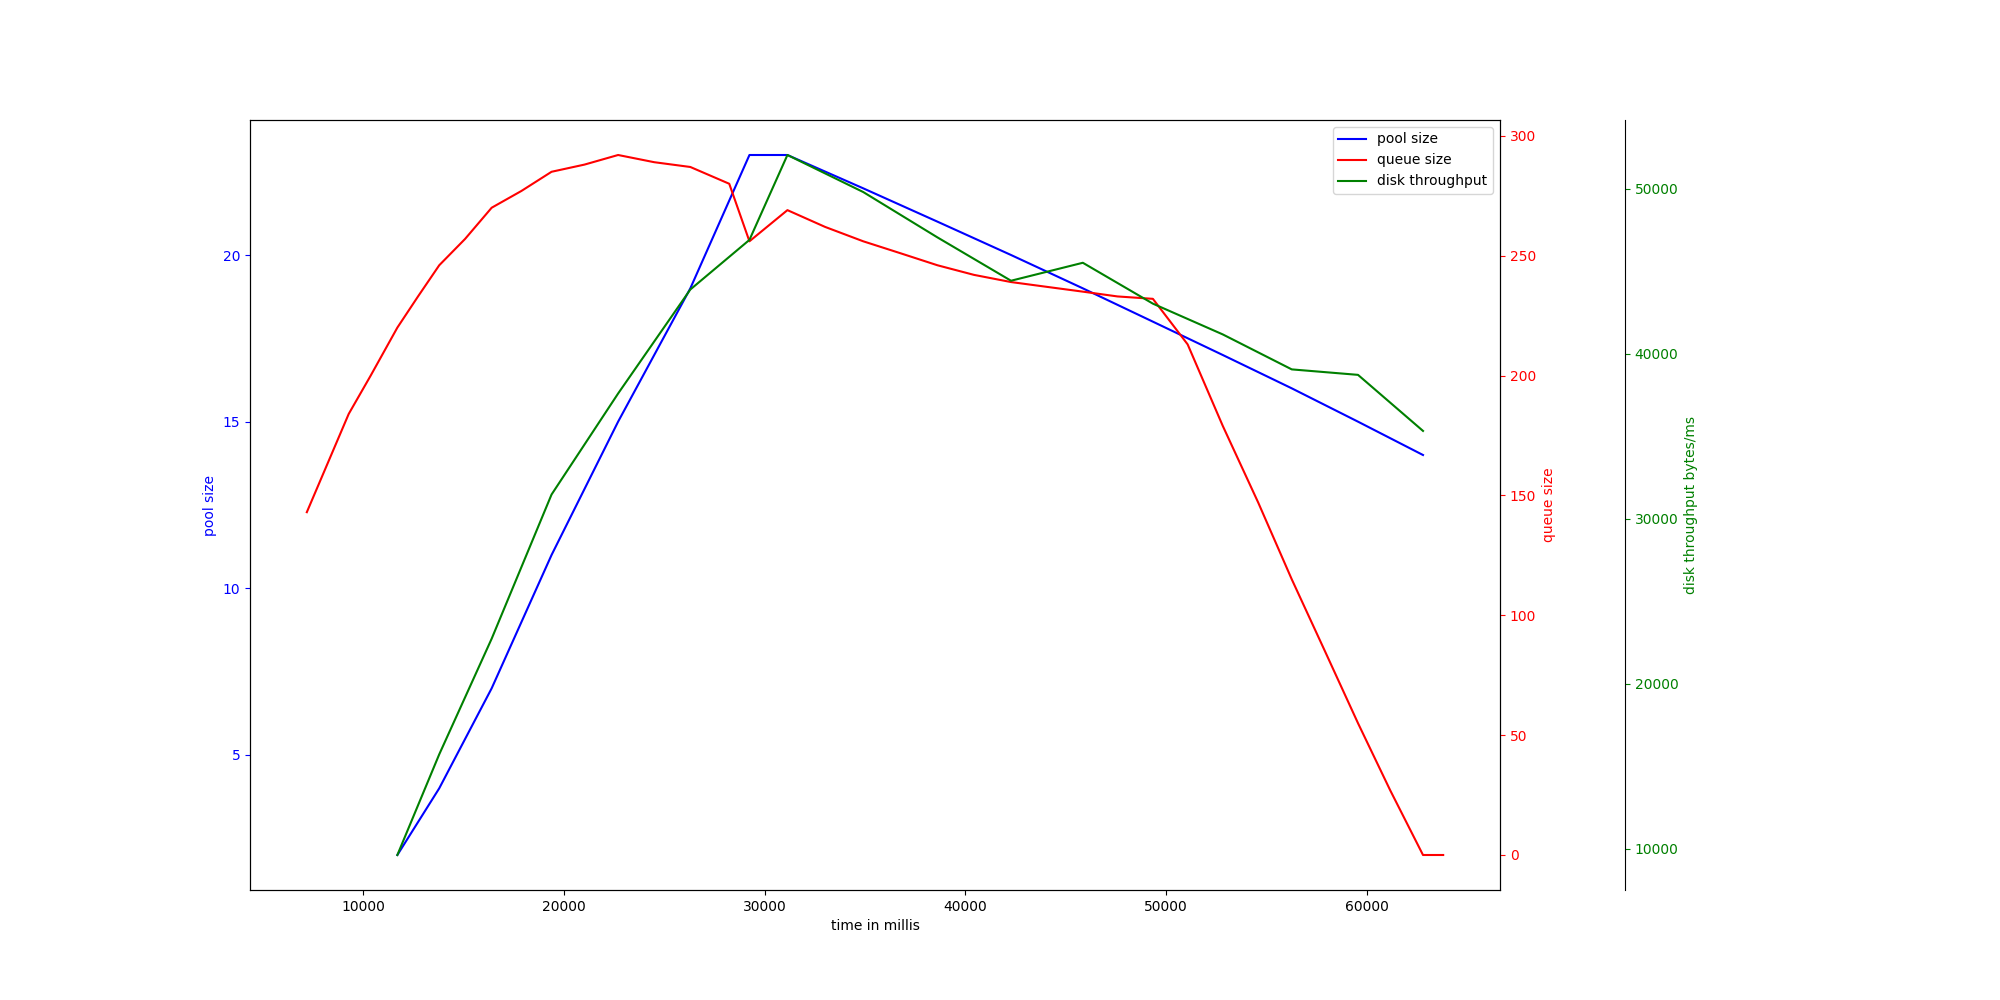 pool size
queue size
disk throughput
20
15
10
5
pool size
300
250
200
150
100
50
0
queue size
50000
40000
30000
20000
10000
disk throughput bytes/ms
10000 20000 30000 40000 50000 60000
time in millis